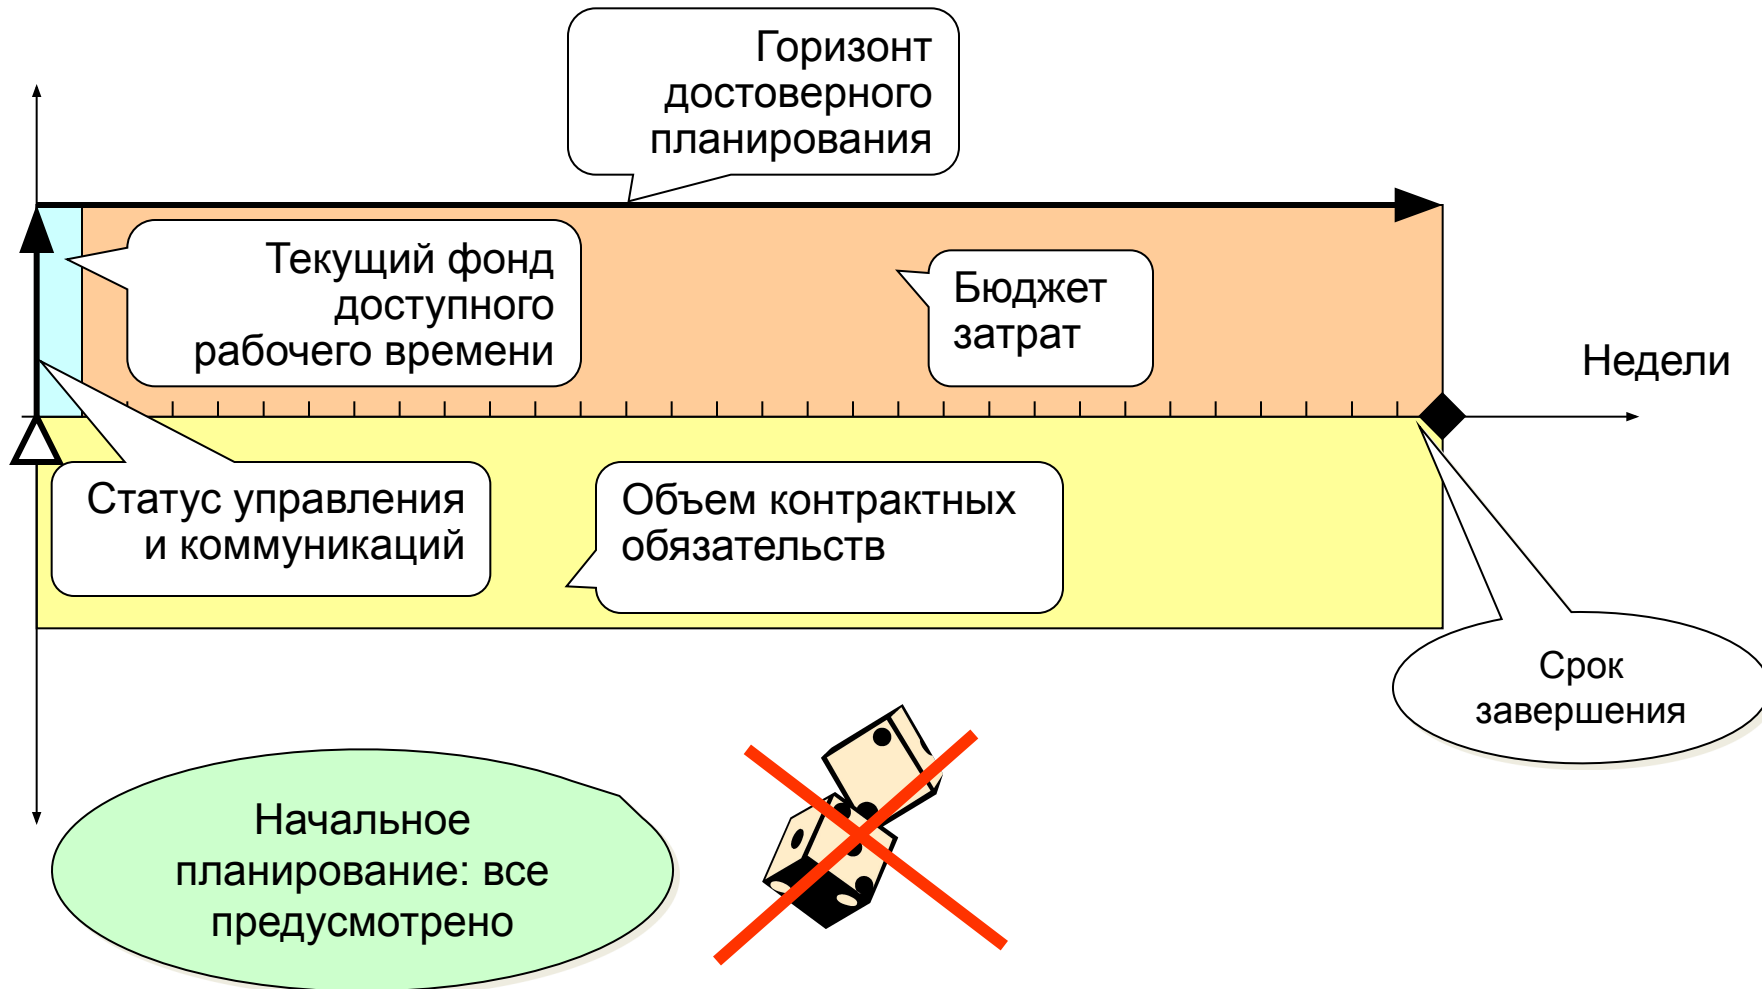 Горизонт
достоверного
планирования
Текущий фонд
доступного
рабочего времени
Бюджет
затрат
Недели
Статус управления
и коммуникаций
Объем контрактных
обязательств
Срок
завершения
Начальное
планирование: все
предусмотрено